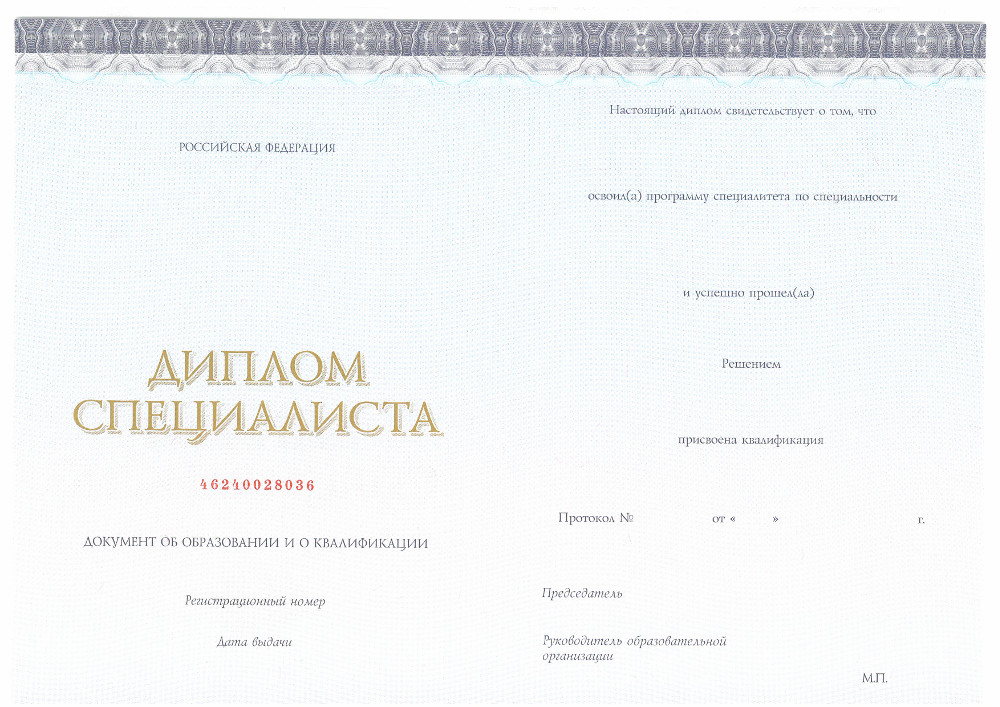 РОССИЙСКАЯ ФЕДЕРАЦИЯ
ДИПЛОМ
СПЕЦИАЛИСТА
46240028036
ДОКУМЕНТ ОБ ОБРАЗОВАНИИ И О КВАЛИФИКАЦИИ
Регистрационный номер
Дата выдачи
Настоящий диплом свидетельствует о том, что
освоил(а) программу специалитета по специальности
и успешно прошел(ла)
Решением
присвоена квалификация
Протокол № от « » г.
Председатель
Руководитель образовательной
организации
М.П.